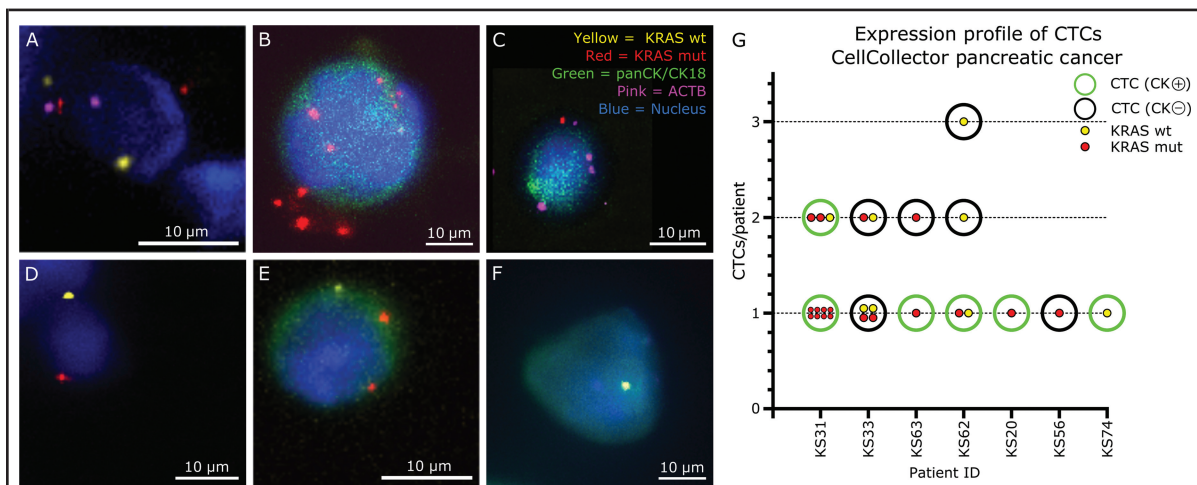 A
10 µm
B
10 µm
C
Yellow = KRAS wt
Red = KRAS mut
Green = panCK/CK18
Pink = ACTB
Blue = Nucleus
10 µm
D
10 µm
E
10 µm
F
10 µm
G
Expression profile of CTCs
CellCollector pancreatic cancer
CTC (CK⊕)
CTC (CK⊖)
KRAS wt
KRAS mut
CTCs/patient
3
2
1
0
KS31
KS33
KS63
KS62
KS20
KS56
KS74
Patient ID